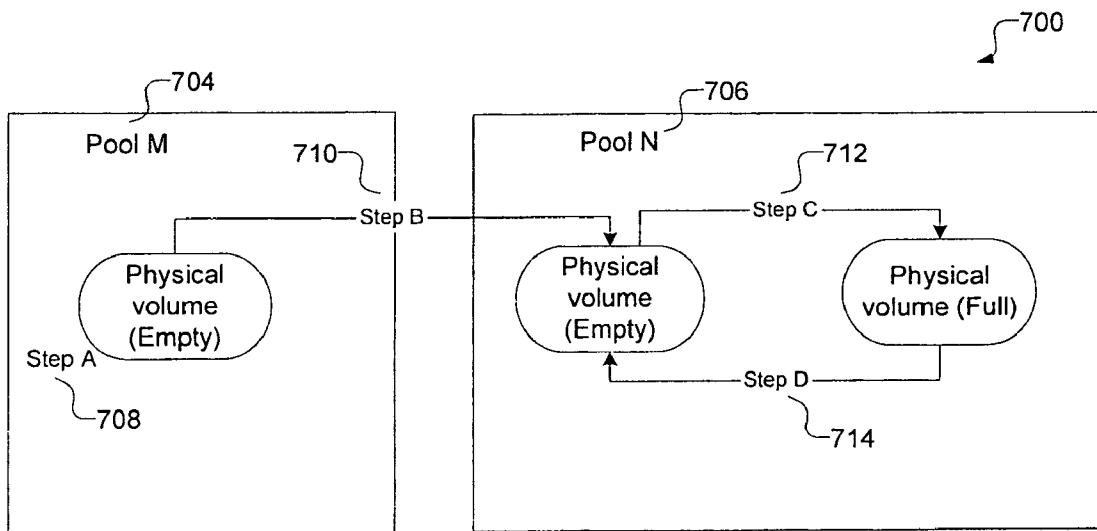 700
704
706
Pool M
Pool N
710
712
Step B
Step C
Physical
volume
(Empty)
Physical
volume
(Empty)
Physical
volume (Full)
Step A
Step D
708
714